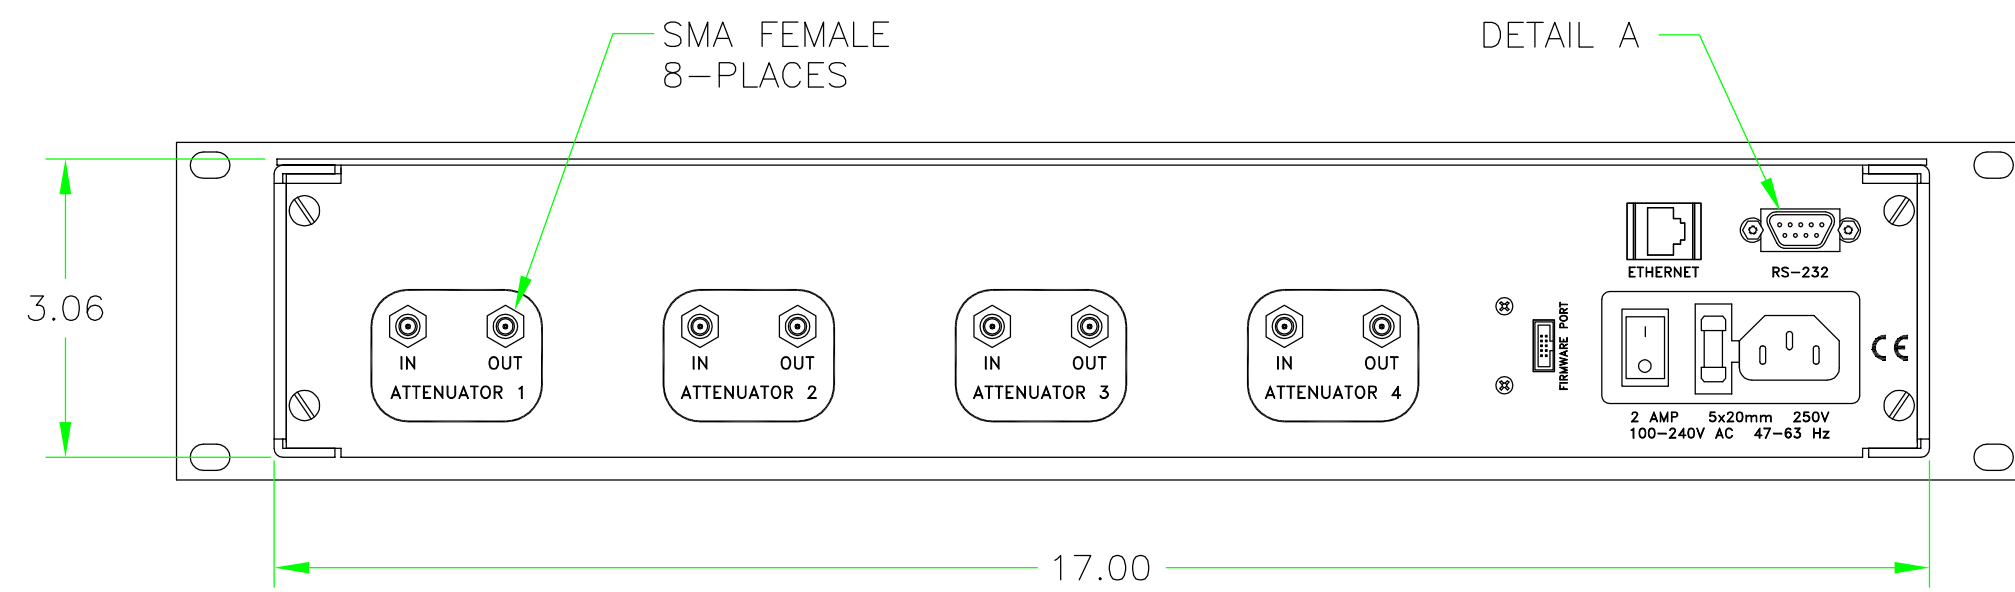 SMA FEMALE
8-PLACES
DETAIL A
3.06
ETHERNET
RS-232
IN
OUT
ATTENUATOR 1
IN
OUT
ATTENUATOR 2
IN
OUT
ATTENUATOR 3
IN
OUT
ATTENUATOR 4
FIRMWARE PORT
I
O
CE
2 AMP 5x20mm 250V
100-240V AC 47-63 Hz
17.00